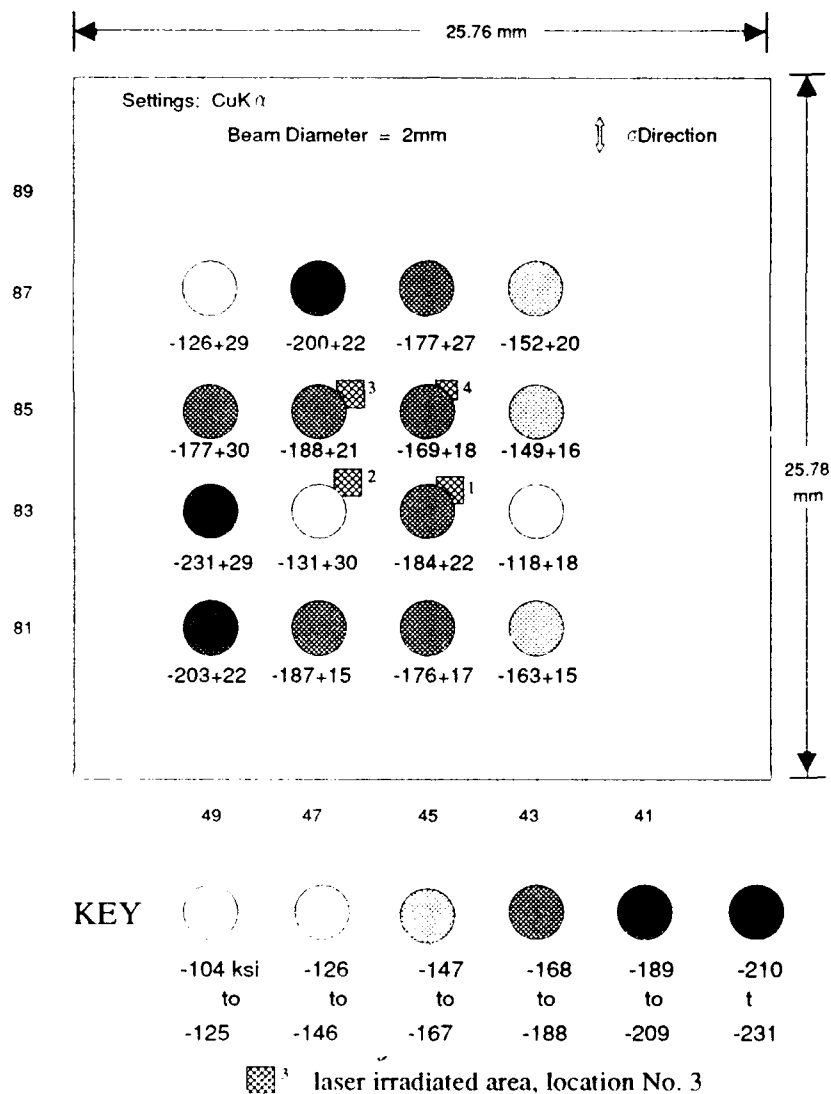 25.76 mm
Settings: CuK α
Beam Diameter = 2mm
σDirection
89
87
-126+29 -200+22 -177+27 -152+20
3 4
85
-177+30 -188+21 -169+18 -149+16
25.78
mm
2 1
83
-231+29 -131+30 -184+22 -118+18
81
-203+22 -187+15 -176+17 -163+15
49 47 45 43 41
KEY
-104 ksi -126 -147 -168 -189 -210
to to to to to t
-125 -146 -167 -188 -209 -231
3 laser irradiated area, location No. 3